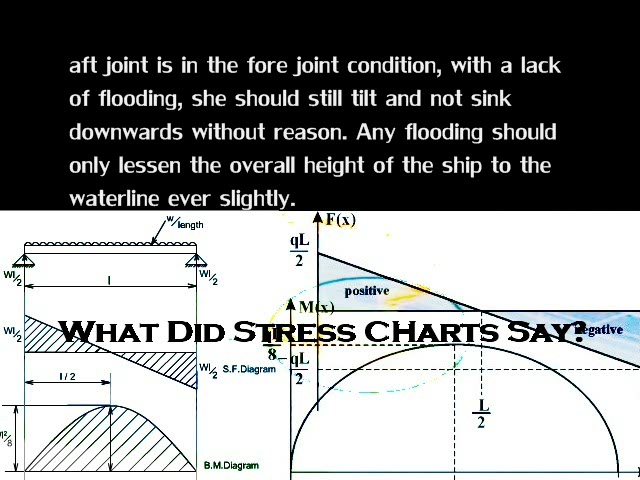 aft joint is in the fore joint condition, with a lack
of flooding, she should still tilt and not sink
downwards without reason. Any flooding should
only lessen the overall height of the ship to the
waterline ever slightly.
w/length
F(x)
qL
2
Wl/2
Wl/2
l
positive
M(x)
Wl/2
What Did Stress Charts Say?
negative
8
qL
2
Wl/2
S.F.Diagram
l / 2
L
2
8
B.M.Diagram